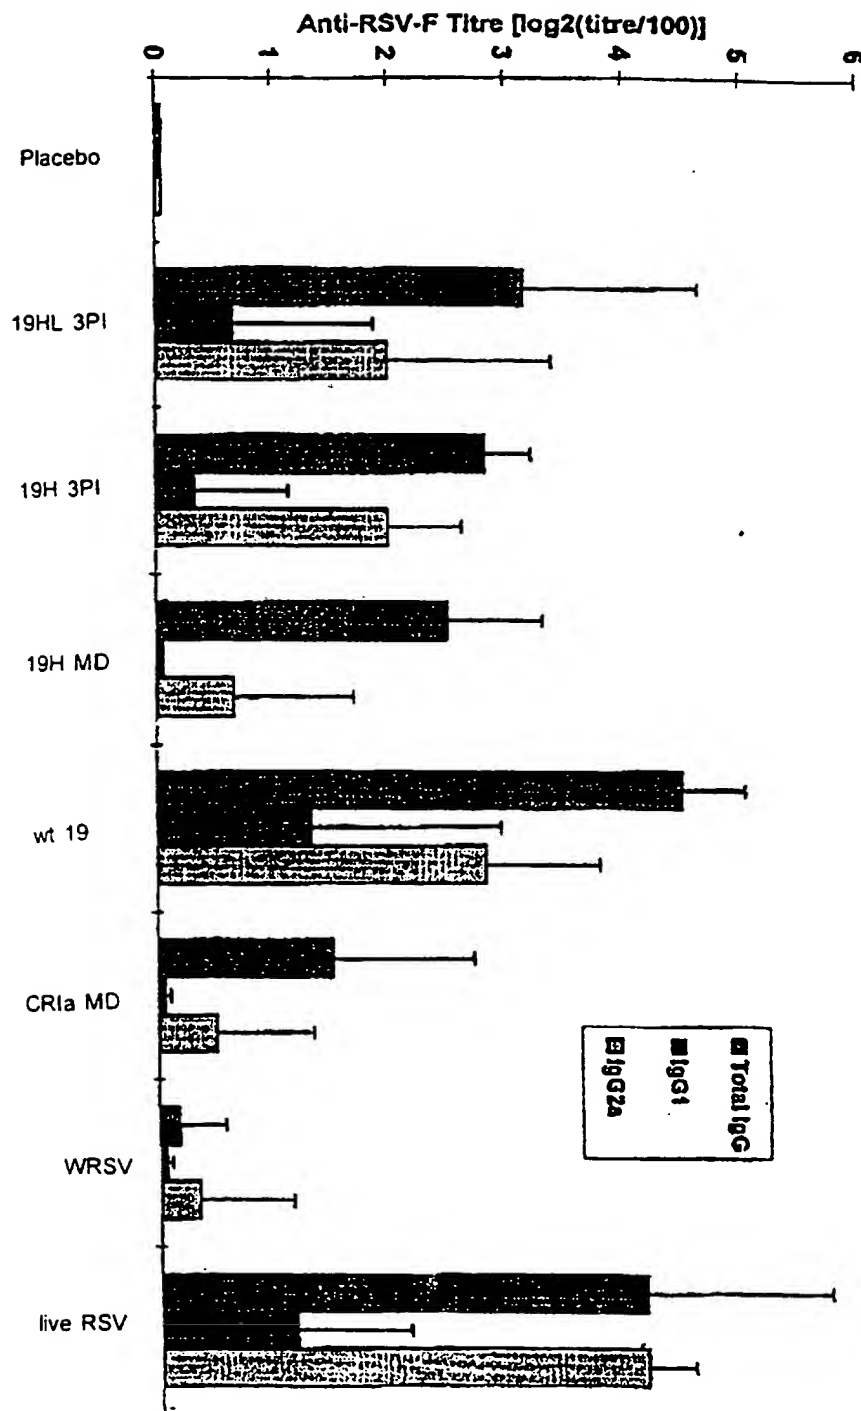 Anti-RSV-F Titre [log2(titre/100)]
0
1
2
3
4
5
6
Placebo
19HL 3PI
19H 3PI
19H MD
wt 19
CRIa MD
WRSV
live RSV
Total IgG
IgG1
IgG2a